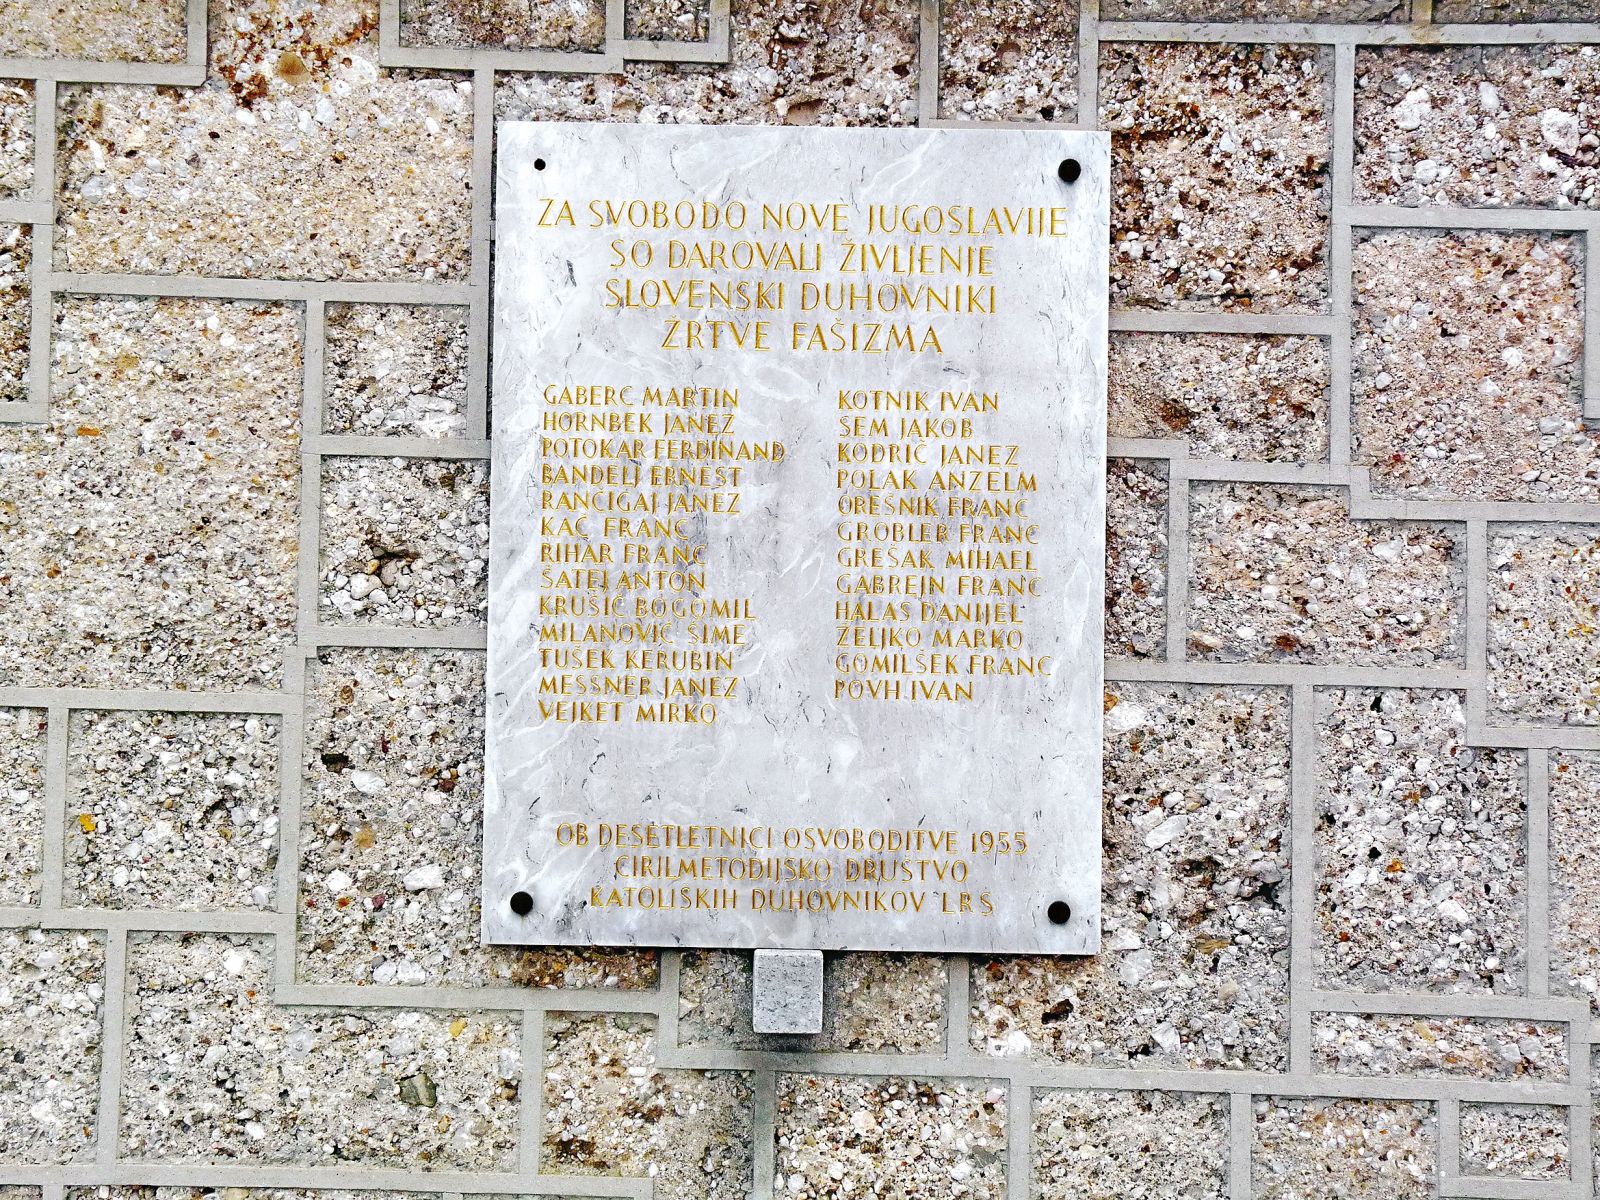 ZA SVOBODO NOVE JUGOSLAVIJE
SO DAROVALI ŽIVLJENJE
SLOVENSKI DUHOVNIKI
ŽRTVE FAŠIZMA
GABERC MARTIN
HORNBEK JANEZ
POTOKAR FERDINAND
BANDELJ ERNEST
RANČIGAJ JANEZ
KAČ FRANC
RIHAR FRANC
ŠATEJ ANTON
KRUŠIČ BOGOMIL
MILANOVIČ ŠIME
TUŠEK KERUBIN
MESSNER JANEZ
VEJKET MIRKO
KOTNIK IVAN
SEM JAKOB
KODRIČ JANEZ
POLAK ANZELM
OREŠNIK FRANC
GROBLER FRANC
GREŠAK MIHAEL
GABREJN FRANC
HALAS DANIJEL
ŽELJKO MARKO
GOMILŠEK FRANC
POVH IVAN
OB DESETLETNICI OSVOBODITVE 1955
CIRILMETODIJSKO DRUŠTVO
KATOLIŠKIH DUHOVNIKOV LRS